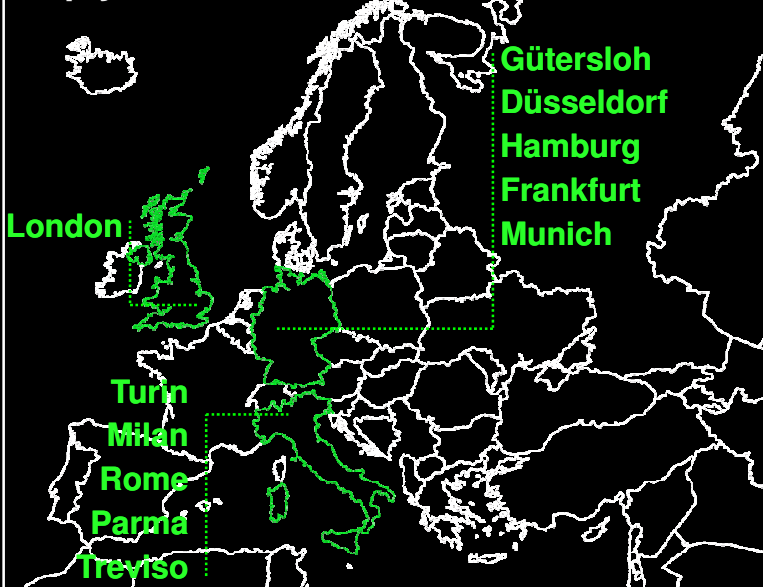 Gütersloh
Düsseldorf
Hamburg
Frankfurt
Munich
London
Turin
Milan
Rome
Parma
Treviso